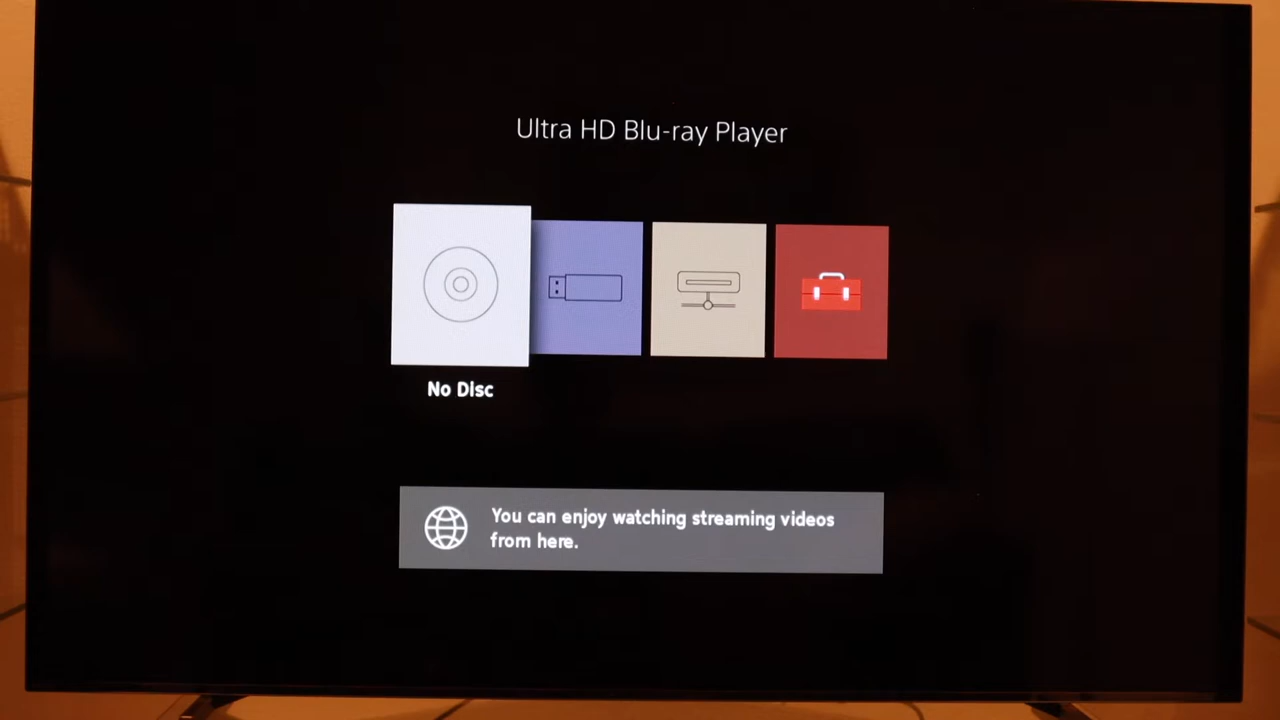 Ultra HD Blu-ray Player
No Disc
You can enjoy watching streaming videos
from here.